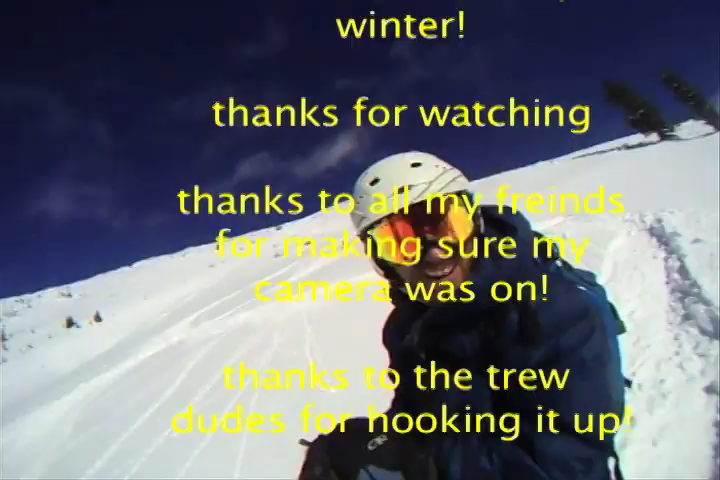 winter!
thanks for watching
thanks to all my freinds
for making sure my
camera was on!
thanks to the trew
dudes for hooking it up!
OR